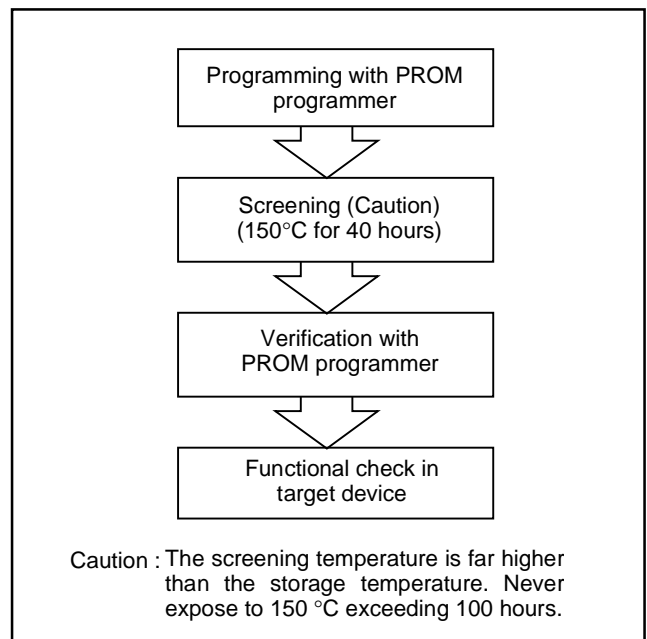 Programming with PROM
programmer
Screening (Caution)
(150°C for 40 hours)
Verification with
PROM programmer
Functional check in
target device
Caution : The screening temperature is far higher
than the storage temperature. Never
expose to 150 °C exceeding 100 hours.